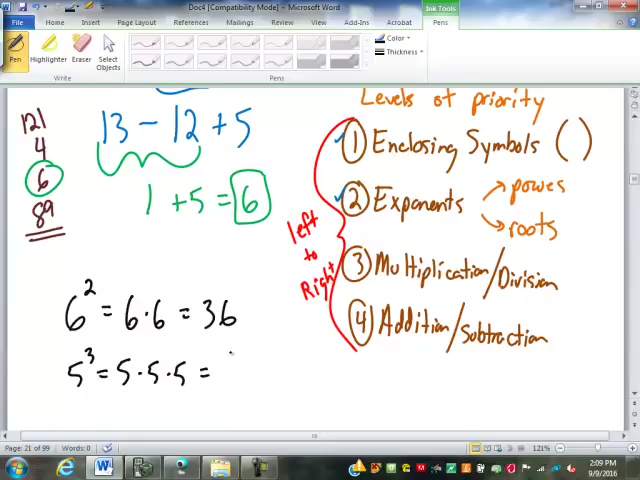 Doc4 [Compatibility Mode] - Microsoft Word
Ink Tools
File Home Insert Page Layout References Mailings Review View Add-Ins Acrobat Pens
Pen Highlighter Eraser Select Objects
Color
Thickness
Write Pens
Levels of priority
121
4
6
89
13 - 12 + 5
1 + 5 = 6
① Enclosing Symbols ( )
② Exponents
powers
roots
③ Multiplication/Division
④ Addition/Subtraction
left
to
Right
6² = 6 · 6 = 36
5³ = 5 · 5 · 5 =
Page: 21 of 99
121%
2:09 PM
9/9/2016